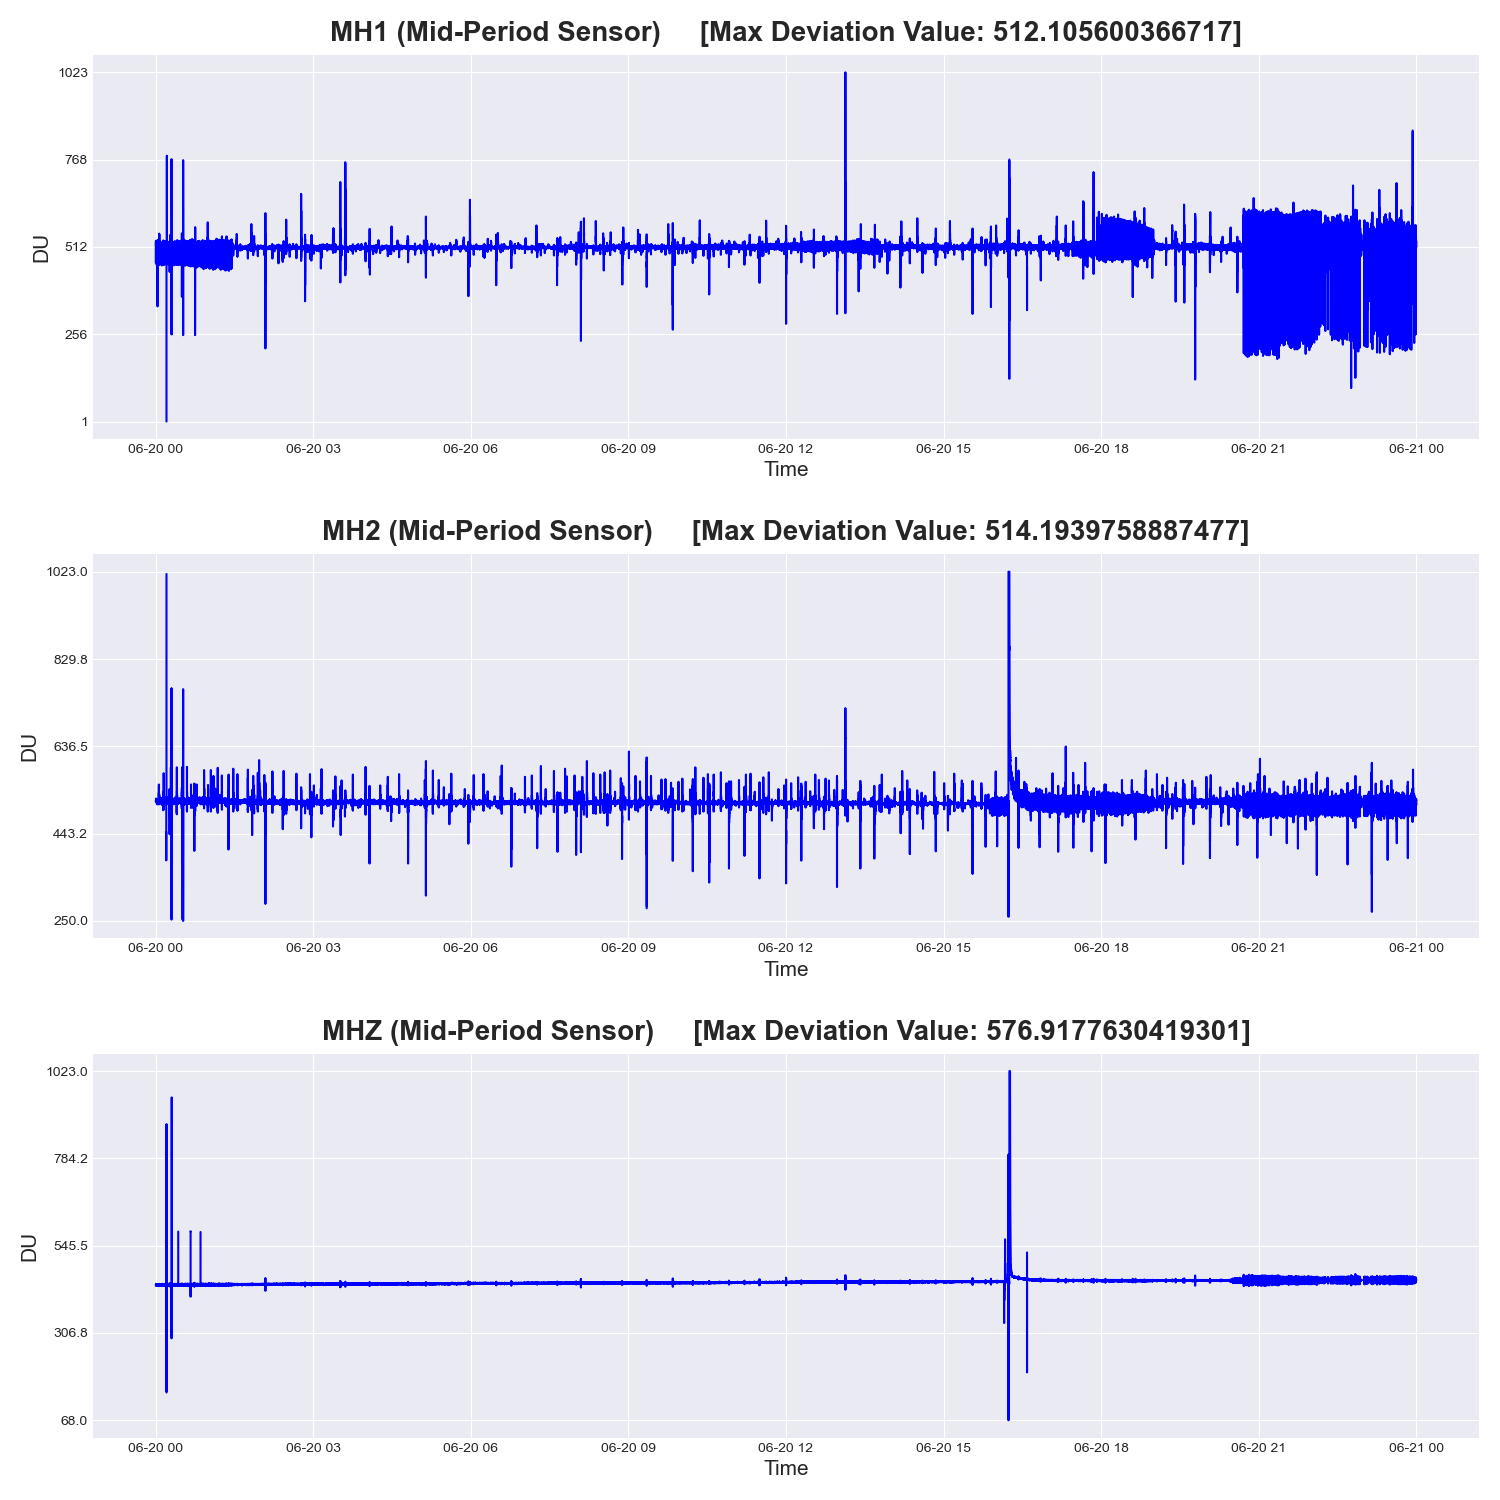 MH1 (Mid-Period Sensor) [Max Deviation Value: 512.105600366717]
DU
1023
768
512
256
1
06-20 00 06-20 03 06-20 06 06-20 09 06-20 12 06-20 15 06-20 18 06-20 21 06-21 00
Time
MH2 (Mid-Period Sensor) [Max Deviation Value: 514.1939758887477]
DU
1023.0
829.8
636.5
443.2
250.0
06-20 00 06-20 03 06-20 06 06-20 09 06-20 12 06-20 15 06-20 18 06-20 21 06-21 00
Time
MHZ (Mid-Period Sensor) [Max Deviation Value: 576.9177630419301]
DU
1023.0
784.2
545.5
306.8
68.0
06-20 00 06-20 03 06-20 06 06-20 09 06-20 12 06-20 15 06-20 18 06-20 21 06-21 00
Time